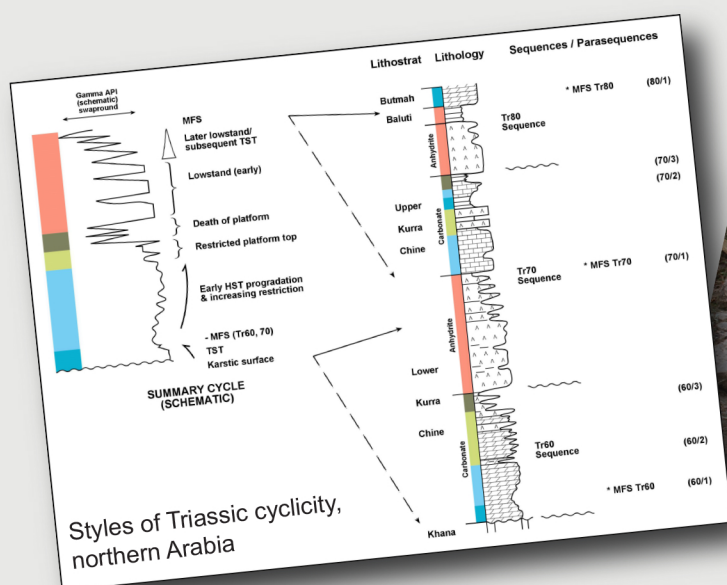 Gamma API
(schematic)
swaparound
MFS
Later lowstand/
subsequent TST
Lowstand (early)
Death of platform
Restricted platform top
Early HST progradation
& increasing restriction
- MFS (Tr60, 70)
TST
Karstic surface
SUMMARY CYCLE
(SCHEMATIC)
Styles of Triassic cyclicity,
northern Arabia
Lithostrat Lithology Sequences / Parasequences
Butmah
Baluti
Anhydrite
Tr80
Sequence
* MFS Tr80 (80/1)
(70/3)
(70/2)
Upper
Kurra
Chine
Carbonate
Tr70
Sequence
* MFS Tr70 (70/1)
Anhydrite
Lower
Kurra
Chine
Carbonate
(60/3)
Tr60
Sequence
(60/2)
* MFS Tr60 (60/1)
Khana